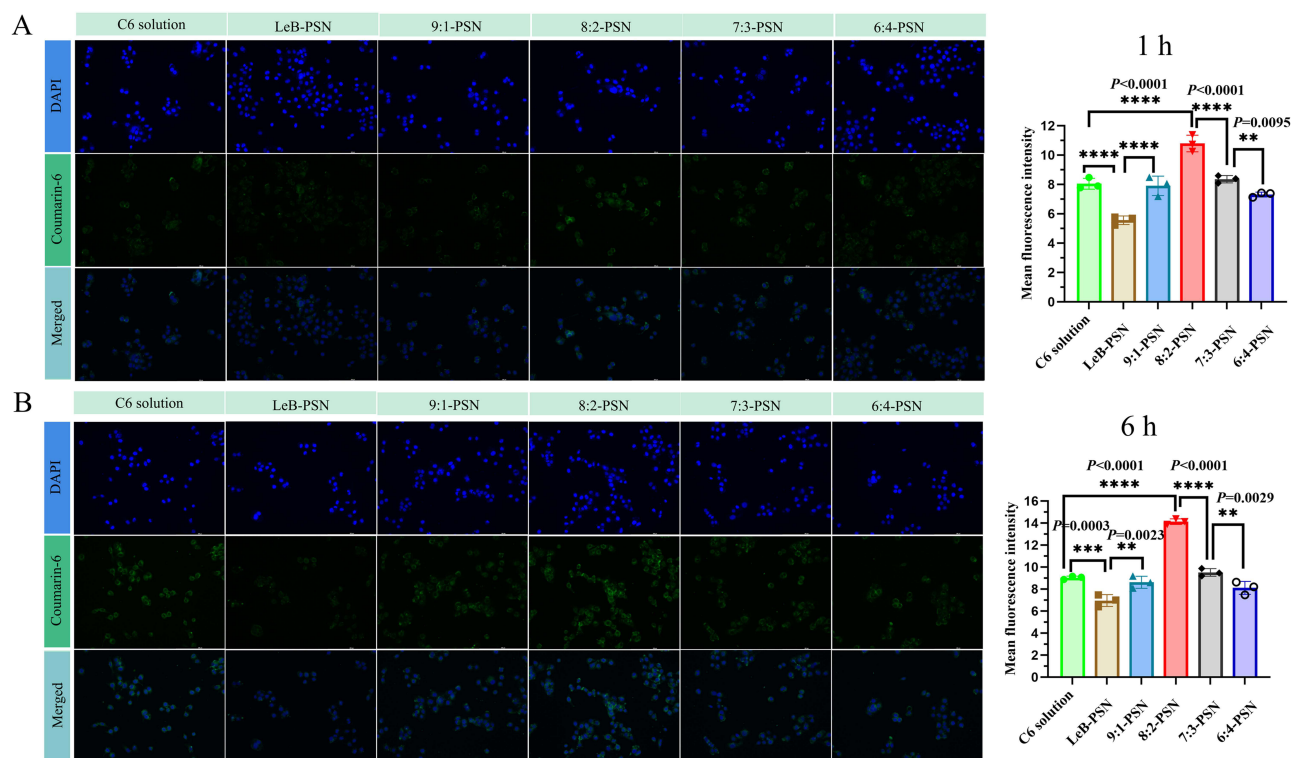 A
C6 solution LeB-PSN 9:1-PSN 8:2-PSN 7:3-PSN 6:4-PSN
DAPI
Coumarin-6
Merged
1 h
P<0.0001
****
P<0.0001
****
P=0.0095
**
**** ****
Mean fluorescence intensity
12
10
8
6
4
2
0
C6 solution LeB-PSN 9:1-PSN 8:2-PSN 7:3-PSN 6:4-PSN
B
C6 solution LeB-PSN 9:1-PSN 8:2-PSN 7:3-PSN 6:4-PSN
DAPI
Coumarin-6
Merged
6 h
P<0.0001
****
P<0.0001
****
P=0.0029
**
P=0.0003
***
P=0.0023
**
Mean fluorescence intensity
16
14
12
10
8
6
4
2
0
C6 solution LeB-PSN 9:1-PSN 8:2-PSN 7:3-PSN 6:4-PSN